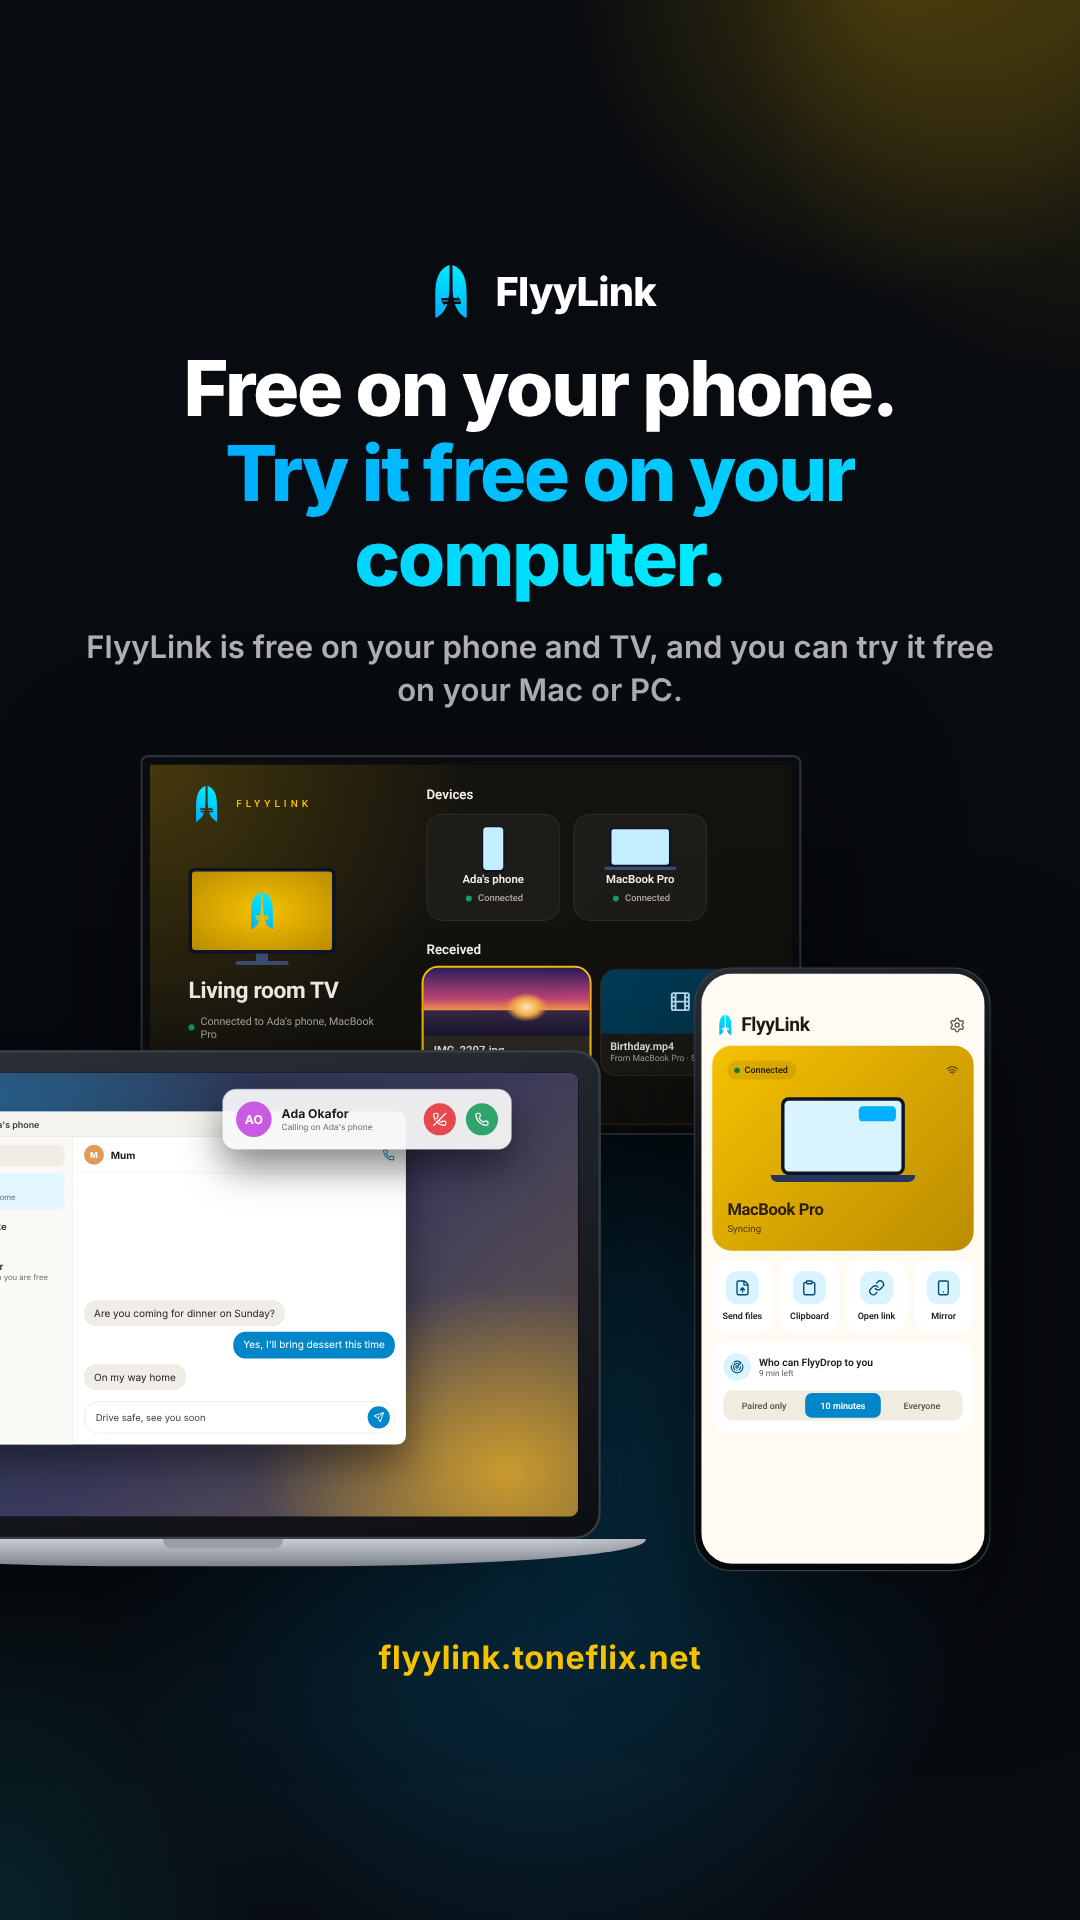 FlyyLink
Free on your phone.
Try it free on your
computer.
FlyyLink is free on your phone and TV, and you can try it free
on your Mac or PC.
FLYYLINK
Living room TV
Connected to Ada's phone, MacBook
Pro
Devices
Ada's phone
Connected
MacBook Pro
Connected
Received
Birthday.mp4
From MacBook Pro
AO
Ada Okafor
Calling on Ada's phone
a's phone
ome
you are free
M
Mum
Are you coming for dinner on Sunday?
Yes, I'll bring dessert this time
On my way home
Drive safe, see you soon
FlyyLink
Connected
MacBook Pro
Syncing
Send files
Clipboard
Open link
Mirror
Who can FlyyDrop to you
9 min left
Paired only
10 minutes
Everyone
flyylink.toneflix.net